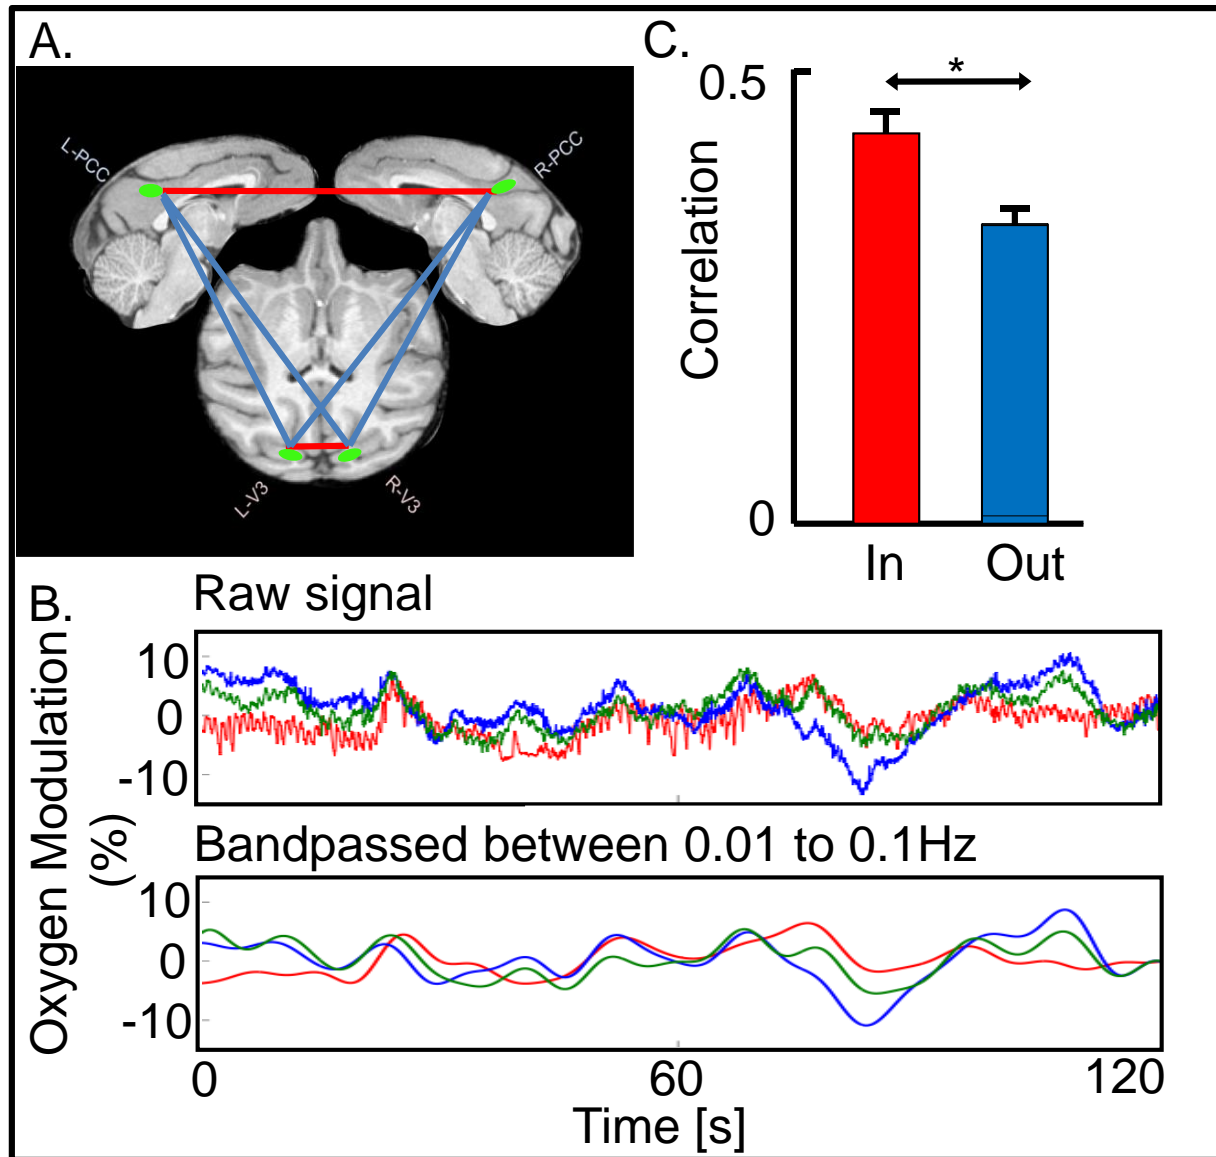 A.
L-PCC
R-PCC
L-V3
R-V3
C.
0.5
*
Correlation
0
In
Out
B.
Raw signal
Oxygen Modulation
(%)
10
0
-10
Bandpassed between 0.01 to 0.1Hz
10
0
-10
0
60
120
Time [s]